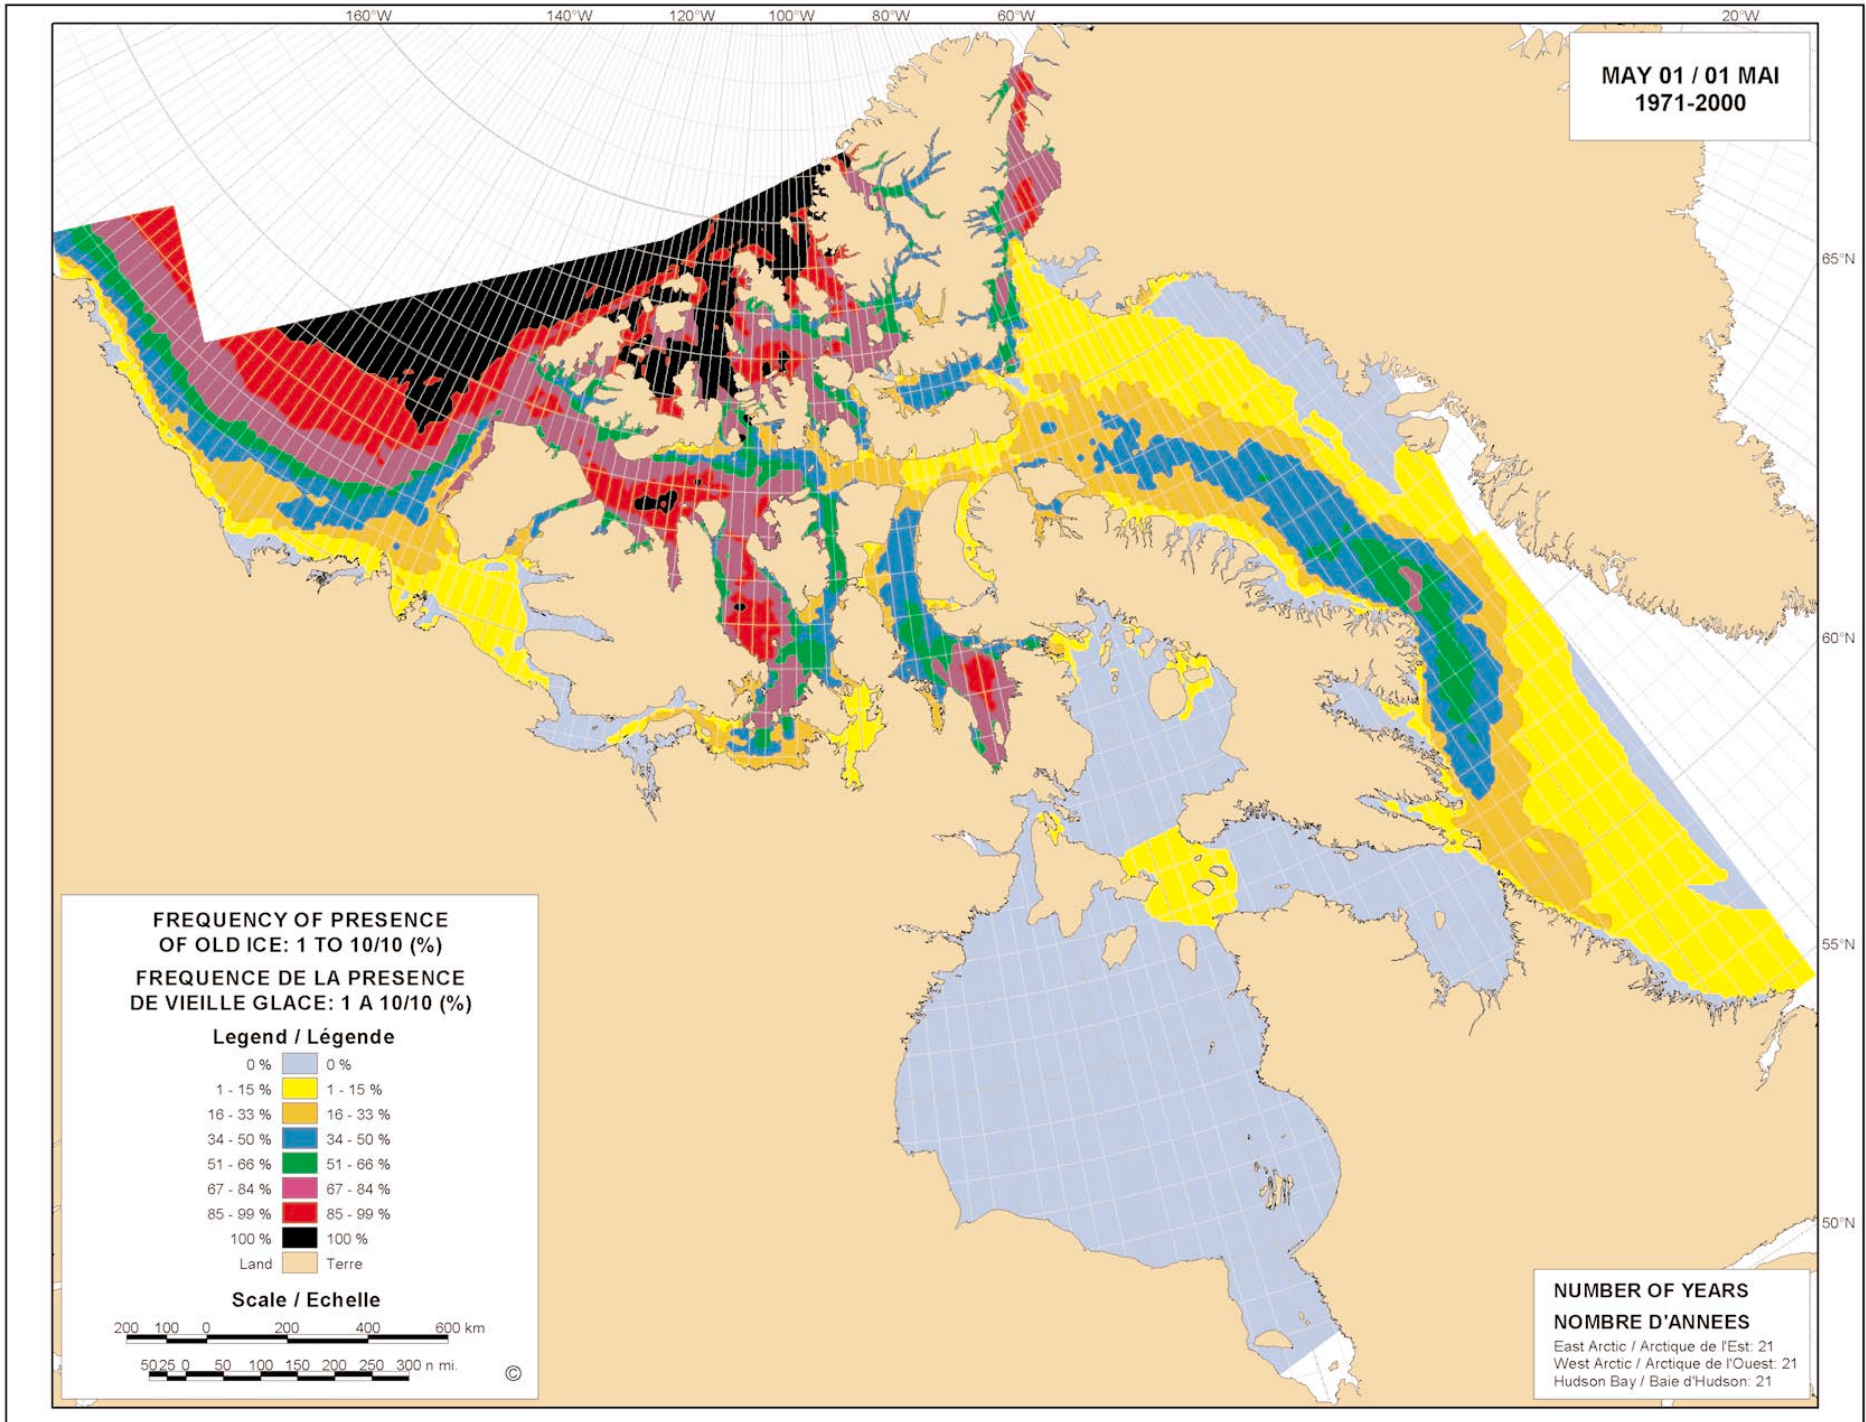 160°W 140°W 120°W 100°W 80°W 60°W 20°W
MAY 01 / 01 MAI
1971-2000
65°N
60°N
55°N
50°N
FREQUENCY OF PRESENCE
OF OLD ICE: 1 TO 10/10 (%)
FREQUENCE DE LA PRESENCE
DE VIEILLE GLACE: 1 A 10/10 (%)
Legend / Légende
0 % 0 %
1 - 15 % 1 - 15 %
16 - 33 % 16 - 33 %
34 - 50 % 34 - 50 %
51 - 66 % 51 - 66 %
67 - 84 % 67 - 84 %
85 - 99 % 85 - 99 %
100 % 100 %
Land Terre
Scale / Echelle
200 100 0 200 400 600 km
50 25 0 50 100 150 200 250 300 n mi.
©
NUMBER OF YEARS
NOMBRE D'ANNEES
East Arctic / Arctique de l'Est: 21
West Arctic / Arctique de l'Ouest: 21
Hudson Bay / Baie d'Hudson: 21